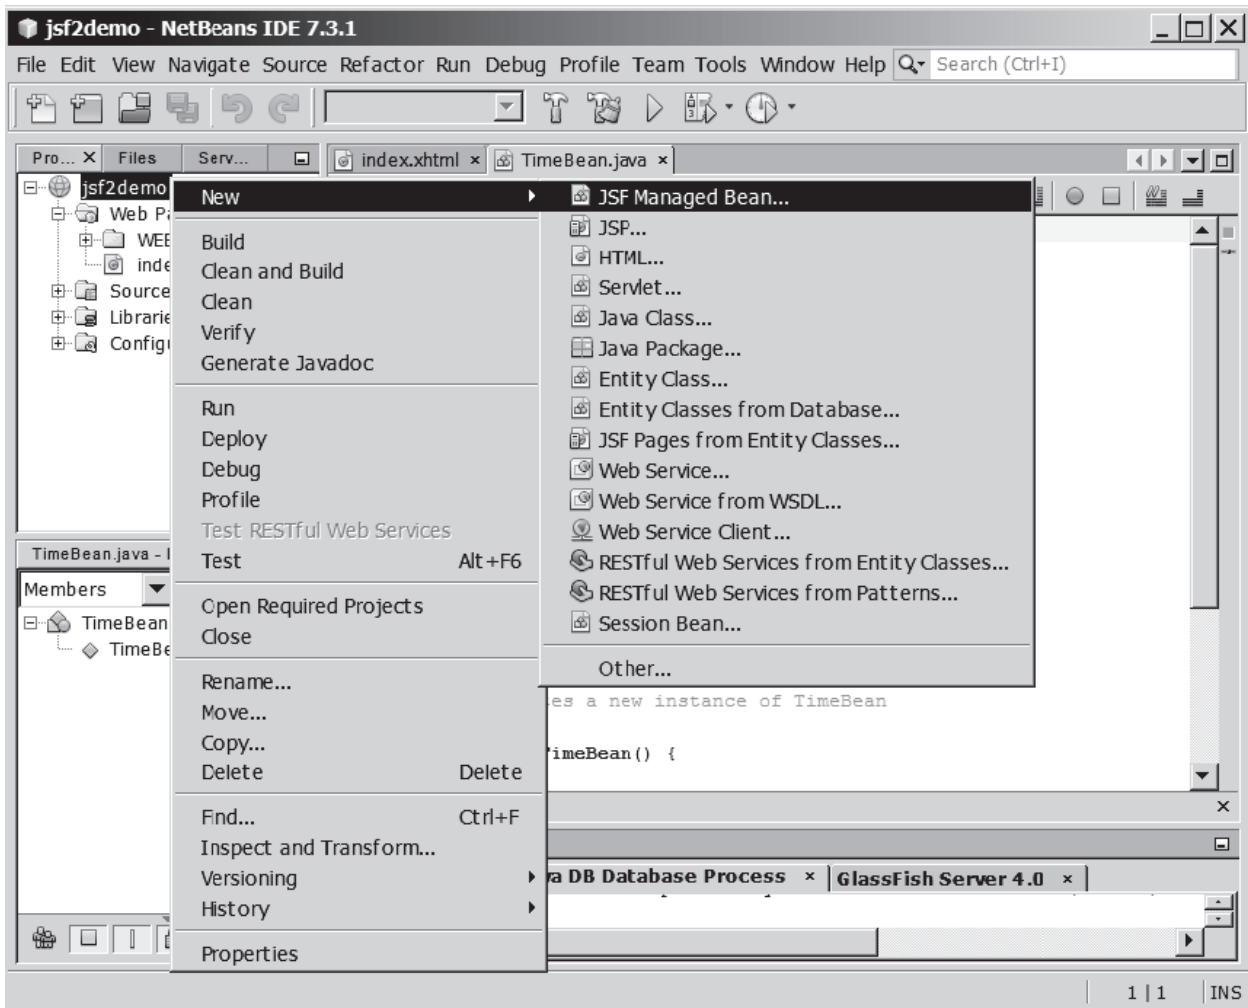 jsf2demo - NetBeans IDE 7.3.1
File Edit View Navigate Source Refactor Run Debug Profile Team Tools Window Help Search (Ctrl+I)
Pro... Files Serv...
index.xhtml TimeBean.java
jsf2demo
Web Pa
WEB
inde
Source
Librarie
Config
New
Build
Clean and Build
Clean
Verify
Generate Javadoc
Run
Deploy
Debug
Profile
Test RESTful Web Services
Test Alt+F6
Open Required Projects
Close
Rename...
Move...
Copy...
Delete Delete
Find... Ctrl+F
Inspect and Transform...
Versioning
History
Properties
JSF Managed Bean...
JSP...
HTML...
Servlet...
Java Class...
Java Package...
Entity Class...
Entity Classes from Database...
JSF Pages from Entity Classes...
Web Service...
Web Service from WSDL...
Web Service Client...
RESTful Web Services from Entity Classes...
RESTful Web Services from Patterns...
Session Bean...
Other...
TimeBean.java -
Members
TimeBean
TimeBe
es a new instance of TimeBean
TimeBean() {
va DB Database Process
GlassFish Server 4.0
1 | 1 INS